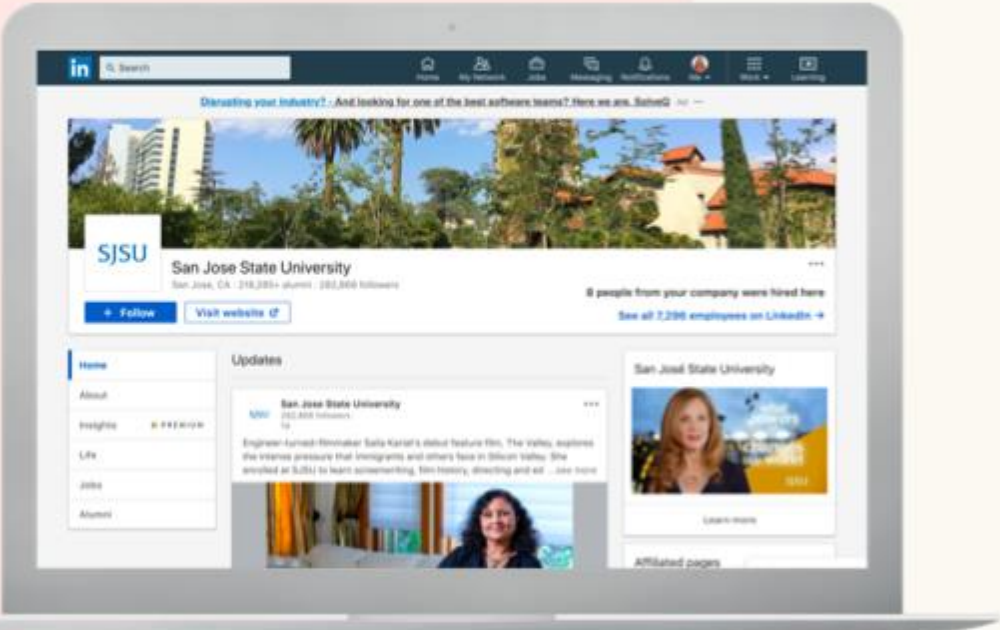 in
Search
Home
My Network
Jobs
Messaging
Notifications
Me
Work
Learning
Disrupting your industry? - And looking for one of the best software teams? Here we are. SolveQ Ad ...
SJSU
San Jose State University
San Jose, CA · 218,285+ alumni · 282,868 followers
8 people from your company were hired here
+ Follow
Visit website
See all 7,296 employees on LinkedIn →
Home
About
Insights PREMIUM
Life
Jobs
Alumni
Updates
SJSU
San Jose State University
282,868 followers
Engineer-turned-filmmaker Saila Kariat's debut feature film, The Valley, explores
the intense pressure that immigrants and others face in Silicon Valley. She
enrolled at SJSU to learn screenwriting, film history, directing and ed ...see more
San José State University
SJSU
Learn more
Affiliated pages